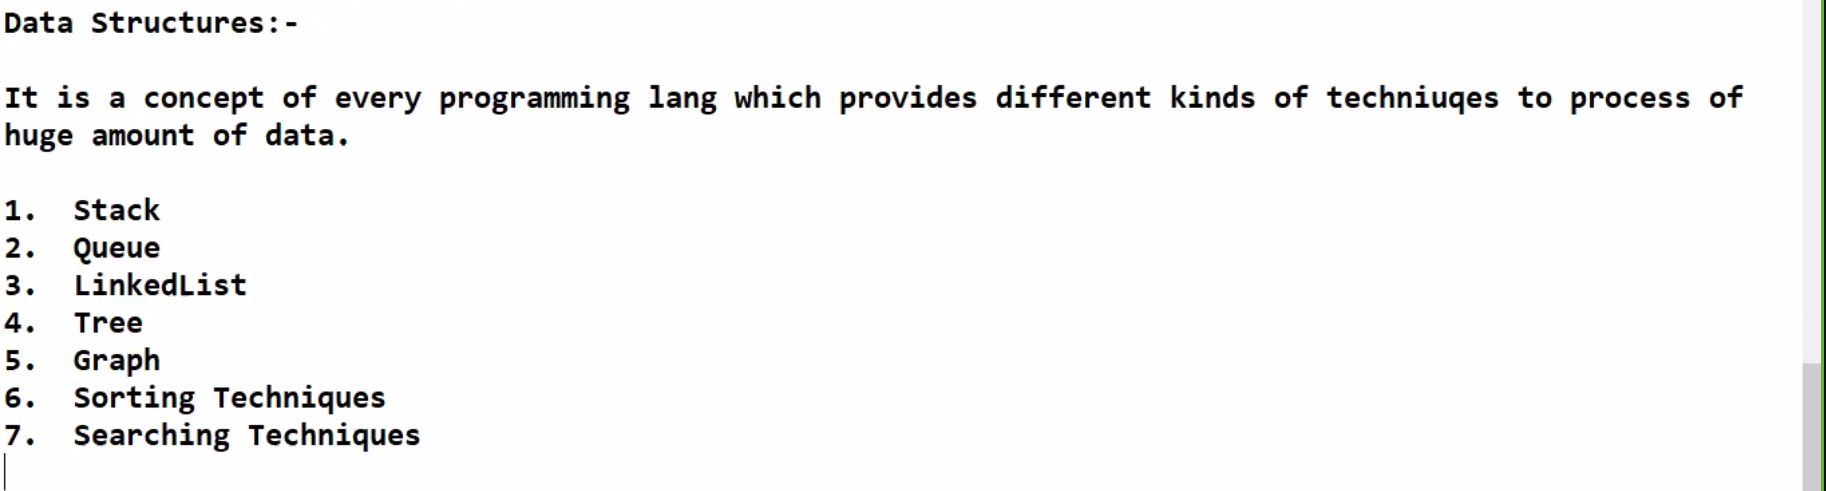 Data Structures:-
It is a concept of every programming lang which provides different kinds of techniuqes to process of
huge amount of data.
1. Stack
2. Queue
3. LinkedList
4. Tree
5. Graph
6. Sorting Techniques
7. Searching Techniques